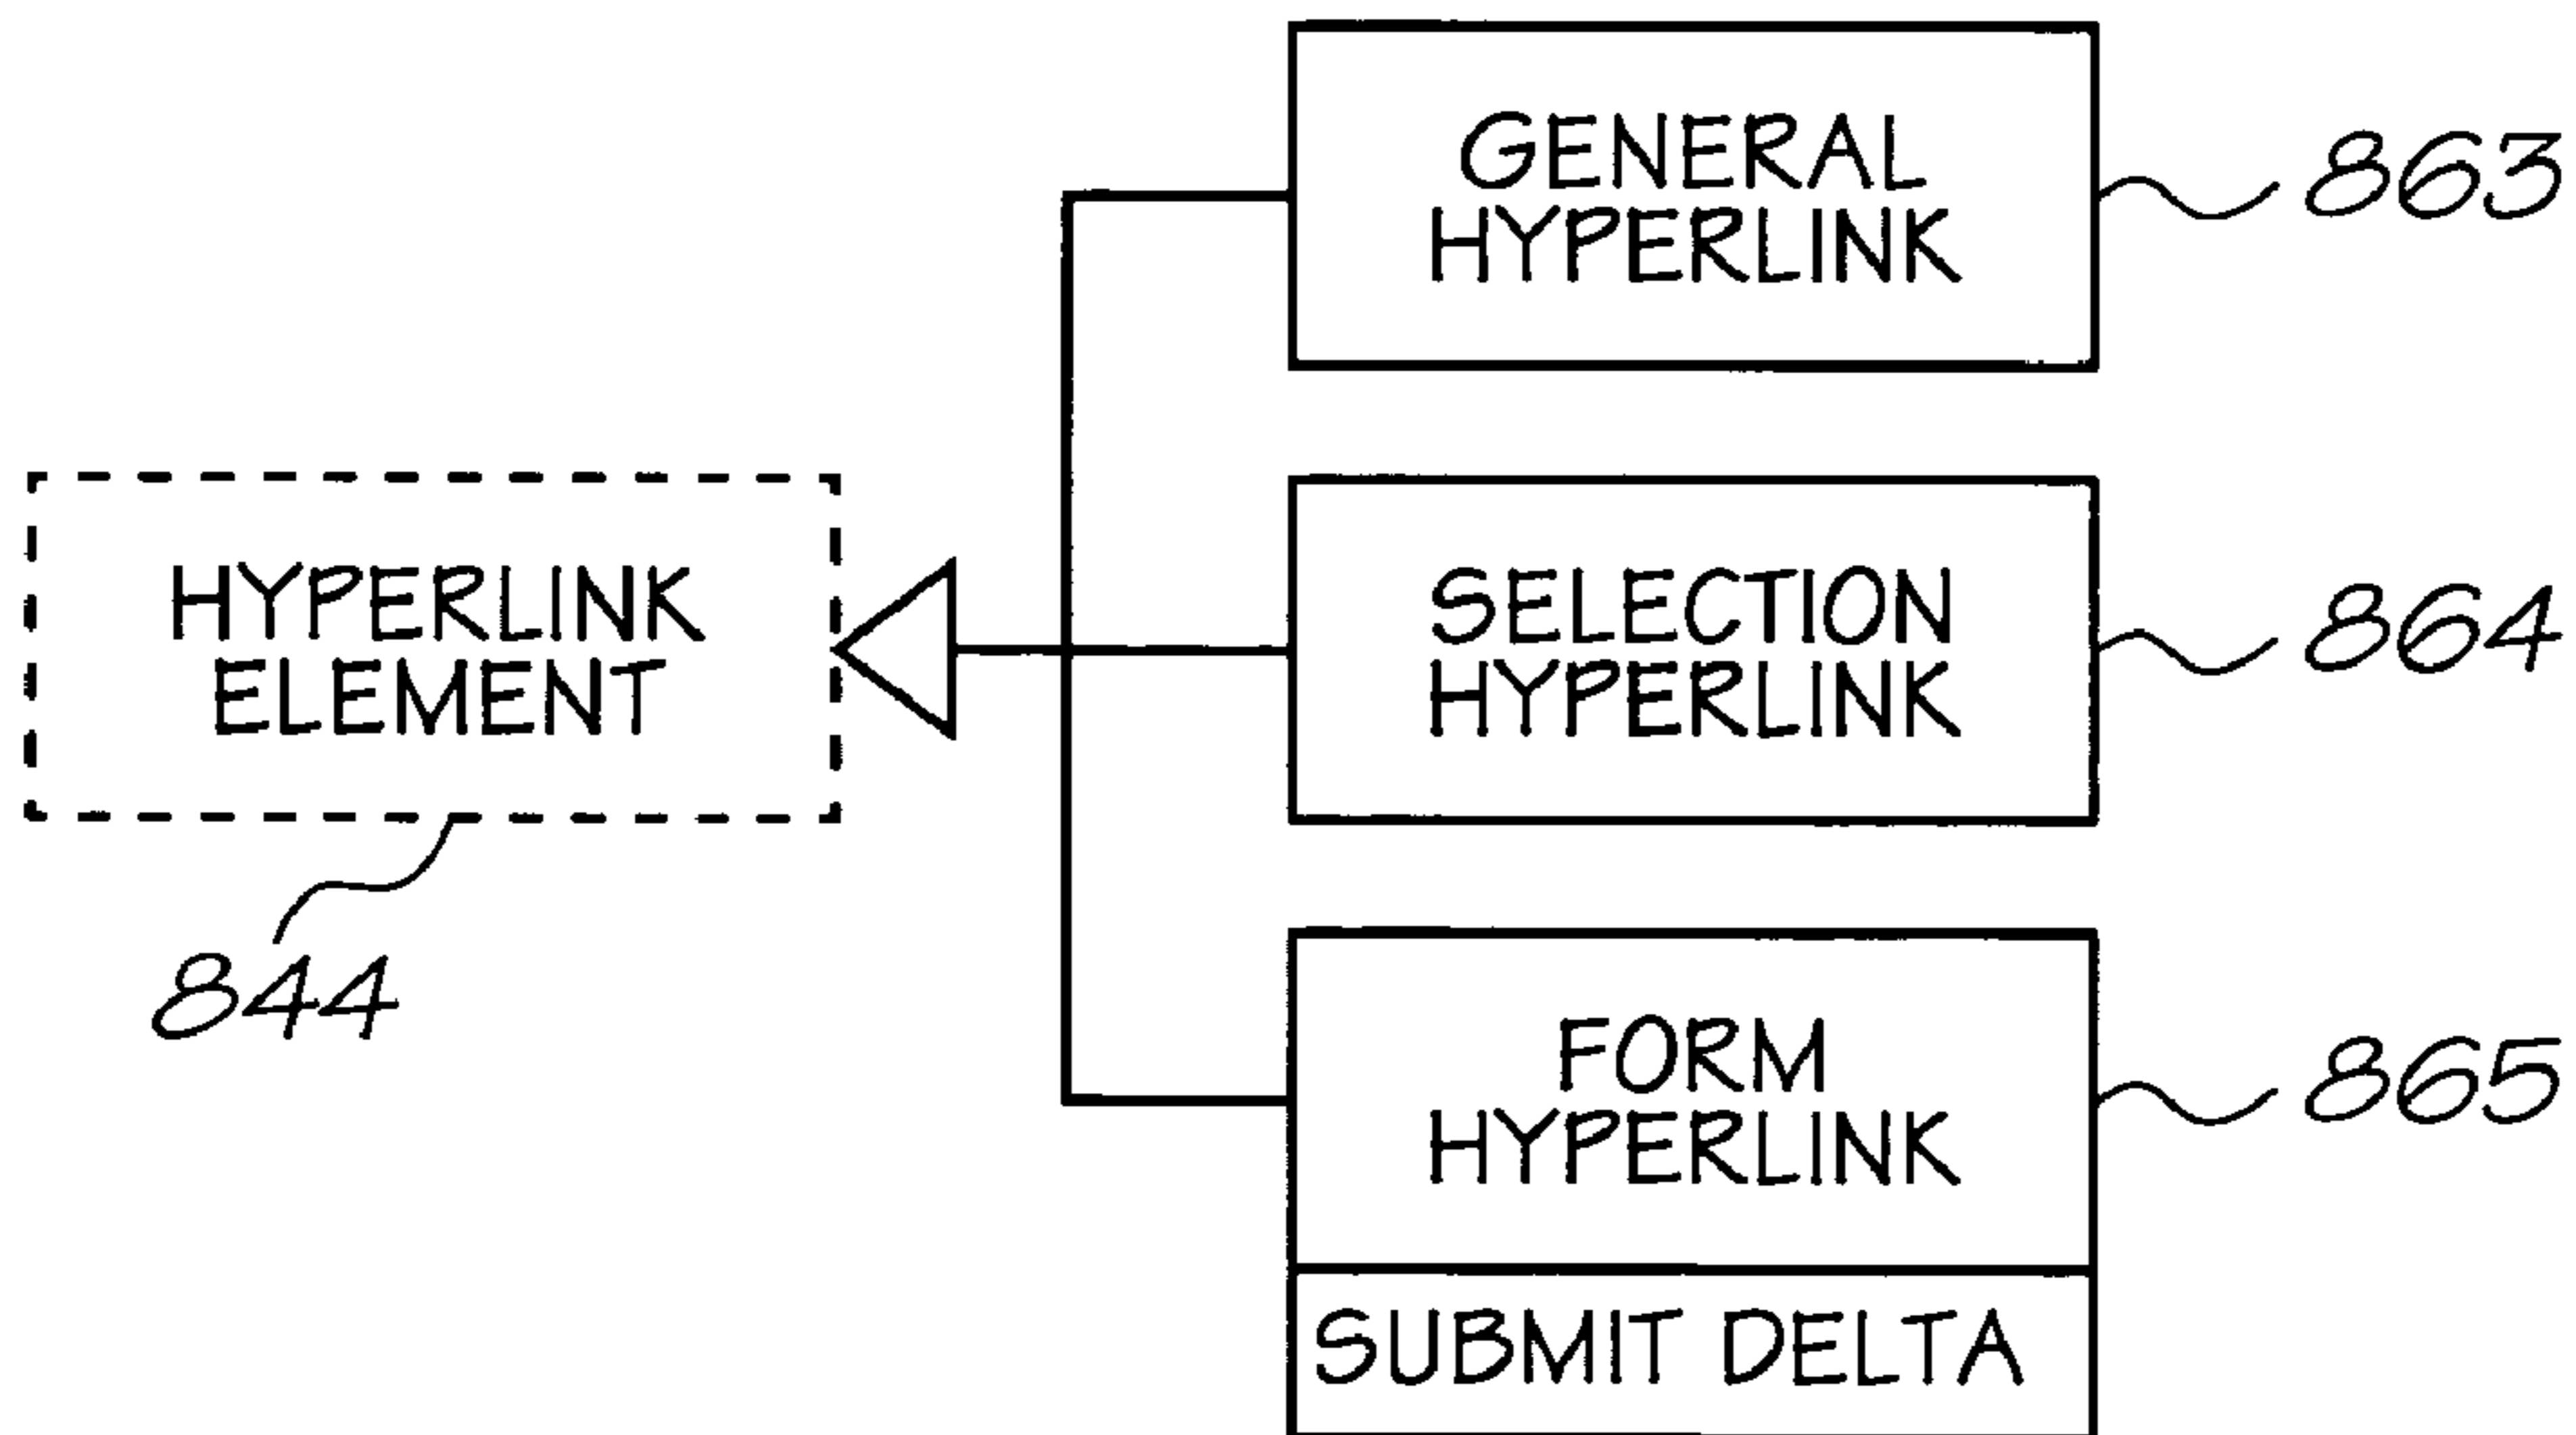 GENERAL
HYPERLINK
863
HYPERLINK
ELEMENT
844
SELECTION
HYPERLINK
864
FORM
HYPERLINK
865
SUBMIT DELTA